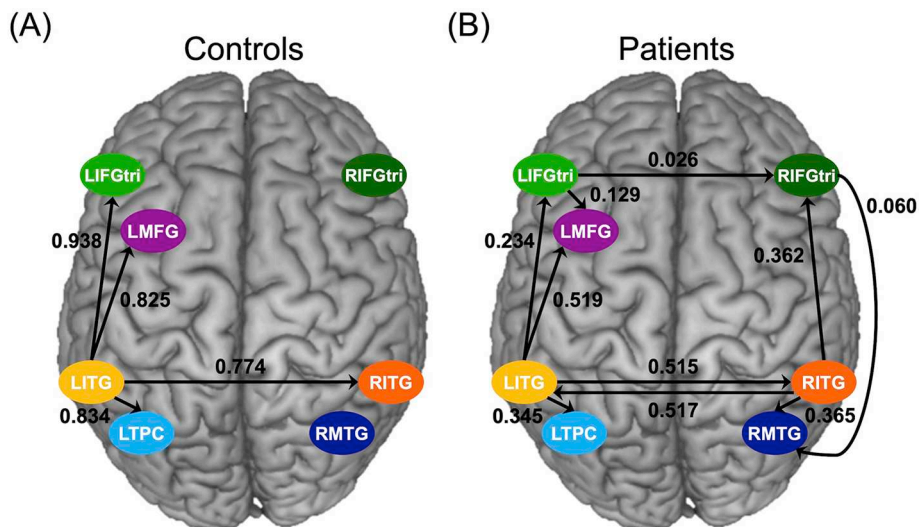 (A)
Controls
LIFGtri
RIFGtri
LMFG
0.938
0.825
0.774
LITG
RITG
0.834
LTPC
RMTG
(B)
Patients
0.026
LIFGtri
RIFGtri
0.129
0.060
LMFG
0.234
0.362
0.519
0.515
LITG
RITG
0.345
0.517
0.365
LTPC
RMTG